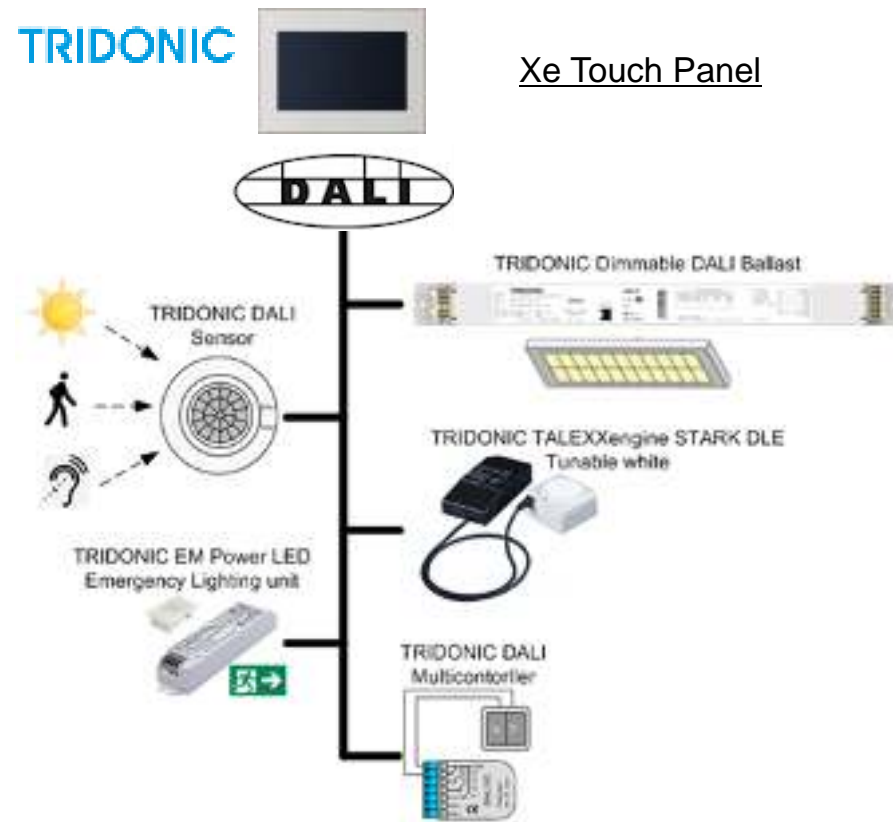 TRIDONIC
Xe Touch Panel
DALI
TRIDONIC Dimmable DALI Ballast
TRIDONIC DALI
Sensor
TRIDONIC TALEXXengine STARK DLE
Tunable white
TRIDONIC EM Power LED
Emergency Lighting unit
TRIDONIC DALI
Multicontorller